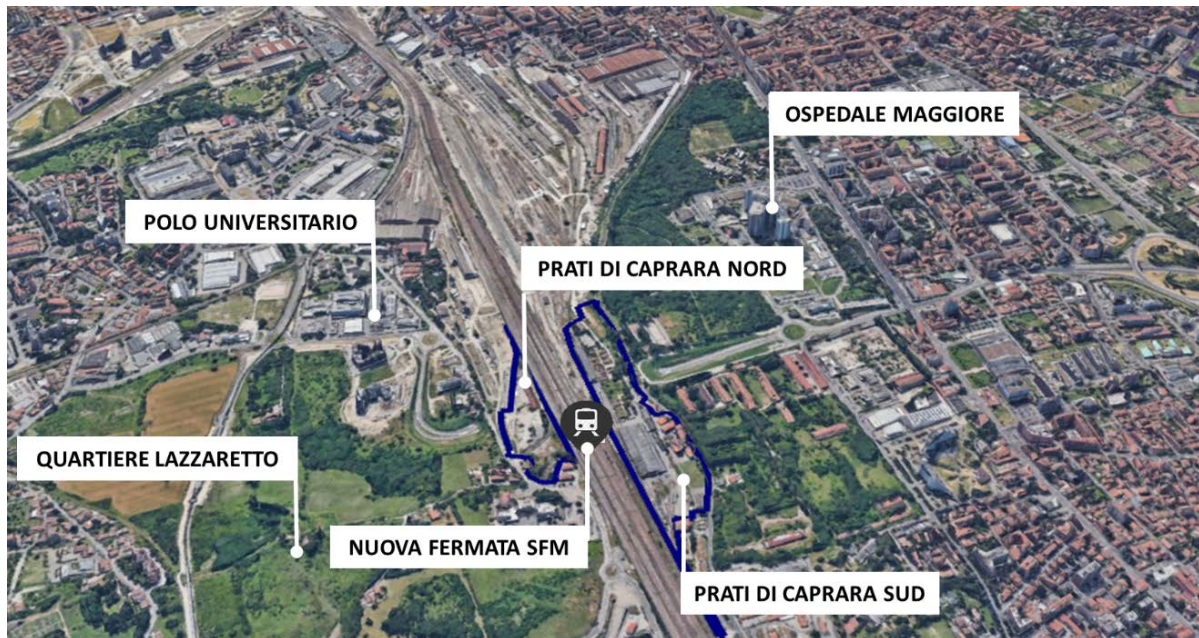 OSPEDALE MAGGIORE
POLO UNIVERSITARIO
PRATI DI CAPRARA NORD
QUARTIERE LAZZARETTO
NUOVA FERMATA SFM
PRATI DI CAPRARA SUD